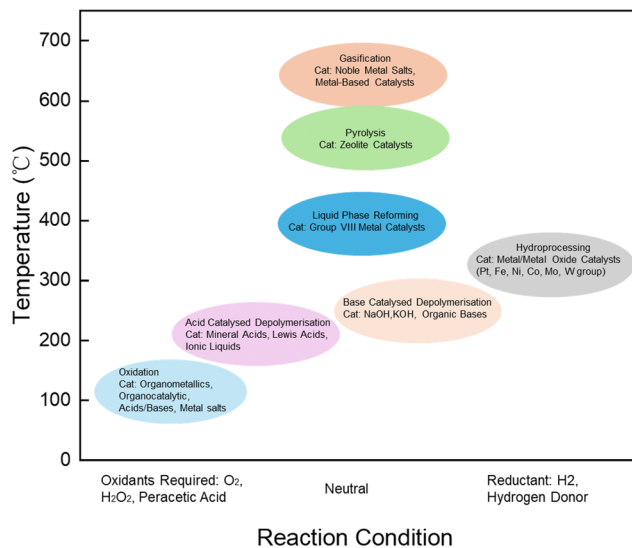 700
600
500
400
300
200
100
0
Temperature (℃)
Gasification
Cat: Noble Metal Salts,
Metal-Based Catalysts
Pyrolysis
Cat: Zeolite Catalysts
Liquid Phase Reforming
Cat: Group VIII Metal Catalysts
Hydroprocessing
Cat: Metal/Metal Oxide Catalysts
(Pt, Fe, Ni, Co, Mo, W group)
Base Catalysed Depolymerisation
Cat: NaOH,KOH, Organic Bases
Acid Catalysed Depolymerisation
Cat: Mineral Acids, Lewis Acids,
Ionic Liquids
Oxidation
Cat: Organometallics,
Organocatalytic,
Acids/Bases, Metal salts
Oxidants Required: O₂,
H₂O₂, Peracetic Acid
Neutral
Reductant: H2,
Hydrogen Donor
Reaction Condition